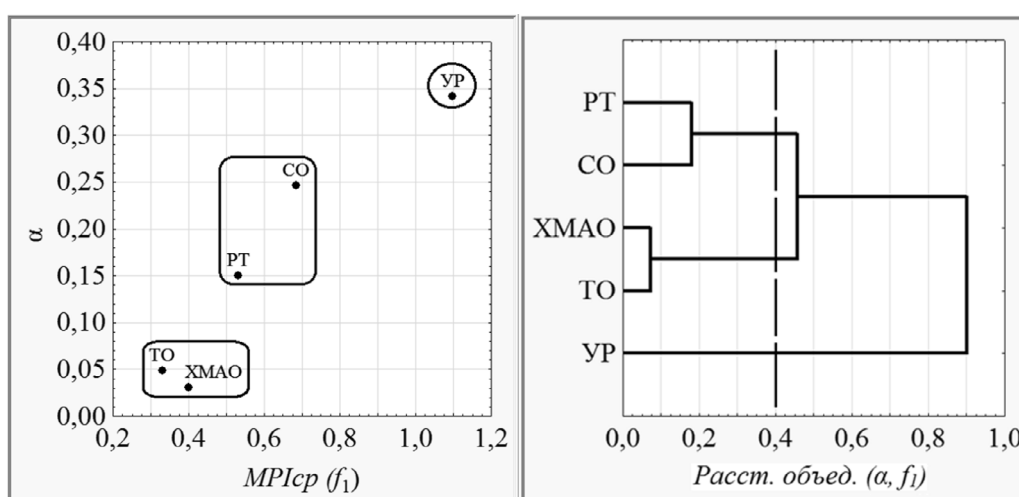 0,40
0,35
0,30
0,25
0,20
0,15
0,10
0,05
0,00
α
УР
СО
РТ
ТО
ХМАО
0,2 0,4 0,6 0,8 1,0 1,2
MPIср (f₁)
РТ
СО
ХМАО
ТО
УР
0,0 0,2 0,4 0,6 0,8 1,0
Расст. объед. (α, f₁)